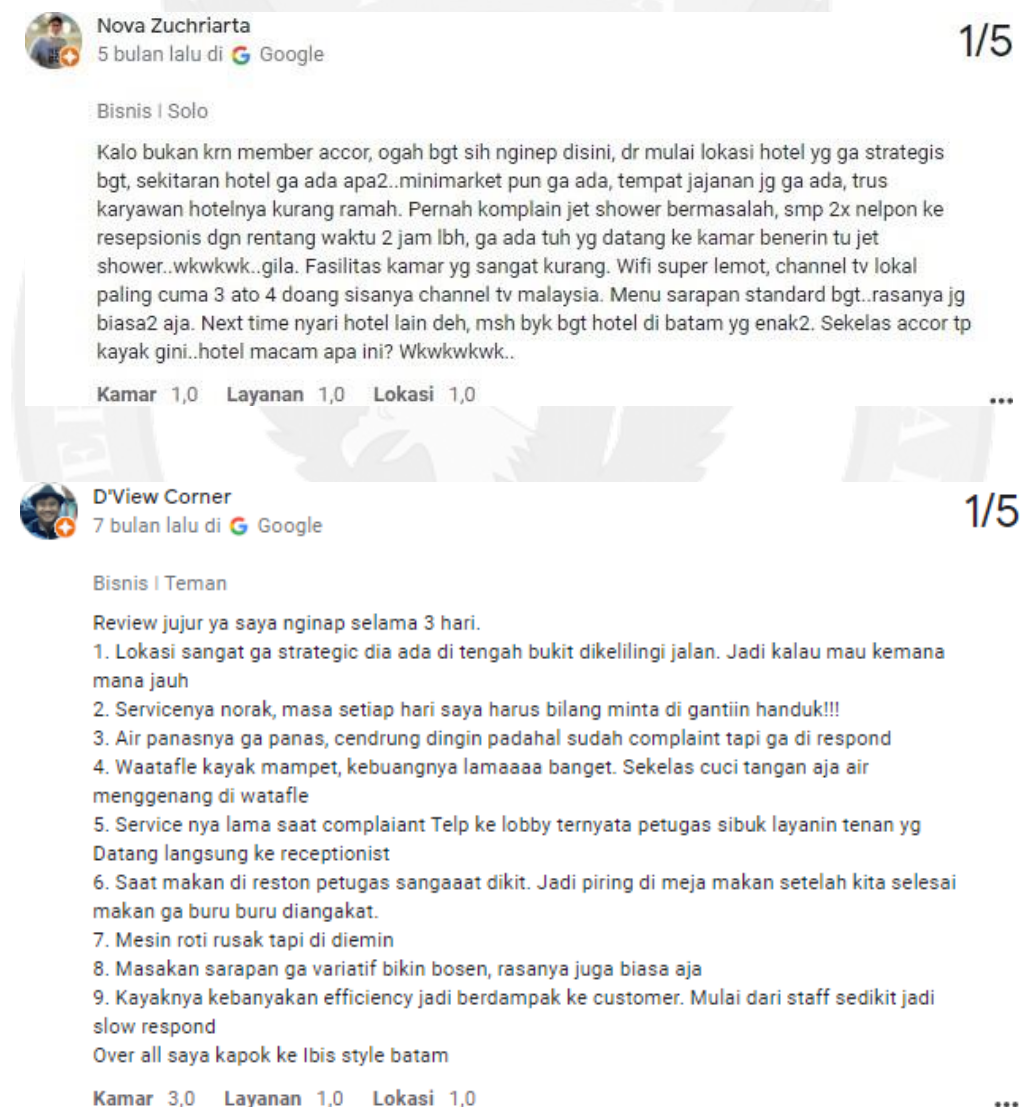 Nova Zuchriarta
1/5
5 bulan lalu di Google
Bisnis | Solo
Kalo bukan krn member accor, ogah bgt sih nginep disini, dr mulai lokasi hotel yg ga strategis
bgt, sekitaran hotel ga ada apa2..minimarket pun ga ada, tempat jajanan jg ga ada, trus
karyawan hotelnya kurang ramah. Pernah komplain jet shower bermasalah, smp 2x nelpon ke
resepsionis dgn rentang waktu 2 jam lbh, ga ada tuh yg datang ke kamar benerin tu jet
shower..wkwkwk..gila. Fasilitas kamar yg sangat kurang. Wifi super lemot, channel tv lokal
paling cuma 3 ato 4 doang sisanya channel tv malaysia. Menu sarapan standard bgt..rasanya jg
biasa2 aja. Next time nyari hotel lain deh, msh byk bgt hotel di batam yg enak2. Sekelas accor tp
kayak gini..hotel macam apa ini? Wkwkwkwk..
Kamar 1,0 Layanan 1,0 Lokasi 1,0
D'View Corner
1/5
7 bulan lalu di Google
Bisnis | Teman
Review jujur ya saya nginap selama 3 hari.
1. Lokasi sangat ga strategic dia ada di tengah bukit dikelilingi jalan. Jadi kalau mau kemana
mana jauh
2. Servicenya norak, masa setiap hari saya harus bilang minta di gantiin handuk!!!
3. Air panasnya ga panas, cendrung dingin padahal sudah complaint tapi ga di respond
4. Waatafle kayak mampet, kebuangnya lamaaaa banget. Sekelas cuci tangan aja air
menggenang di watafle
5. Service nya lama saat complaiant Telp ke lobby ternyata petugas sibuk layanin tenan yg
Datang langsung ke receptionist
6. Saat makan di reston petugas sangaaat dikit. Jadi piring di meja makan setelah kita selesai
makan ga buru buru diangakat.
7. Mesin roti rusak tapi di diemin
8. Masakan sarapan ga variatif bikin bosen, rasanya juga biasa aja
9. Kayaknya kebanyakan efficiency jadi berdampak ke customer. Mulai dari staff sedikit jadi
slow respond
Over all saya kapok ke Ibis style batam
Kamar 3,0 Layanan 1,0 Lokasi 1,0